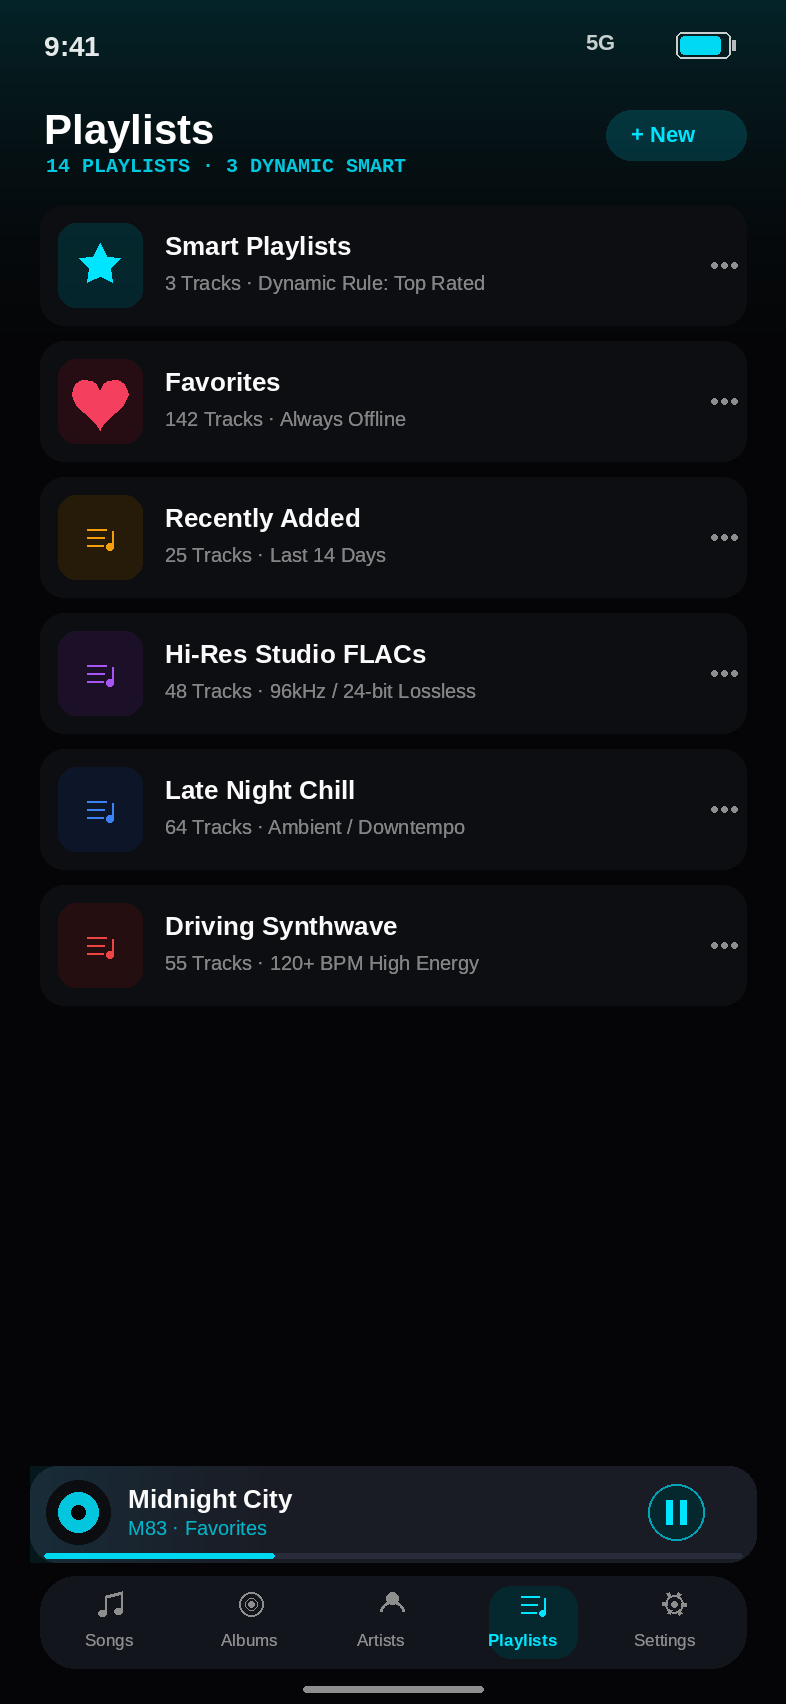 9:41
5G
Playlists
+ New
14 PLAYLISTS · 3 DYNAMIC SMART
Smart Playlists
3 Tracks · Dynamic Rule: Top Rated
Favorites
142 Tracks · Always Offline
Recently Added
25 Tracks · Last 14 Days
Hi-Res Studio FLACs
48 Tracks · 96kHz / 24-bit Lossless
Late Night Chill
64 Tracks · Ambient / Downtempo
Driving Synthwave
55 Tracks · 120+ BPM High Energy
Midnight City
M83 · Favorites
Songs
Albums
Artists
Playlists
Settings